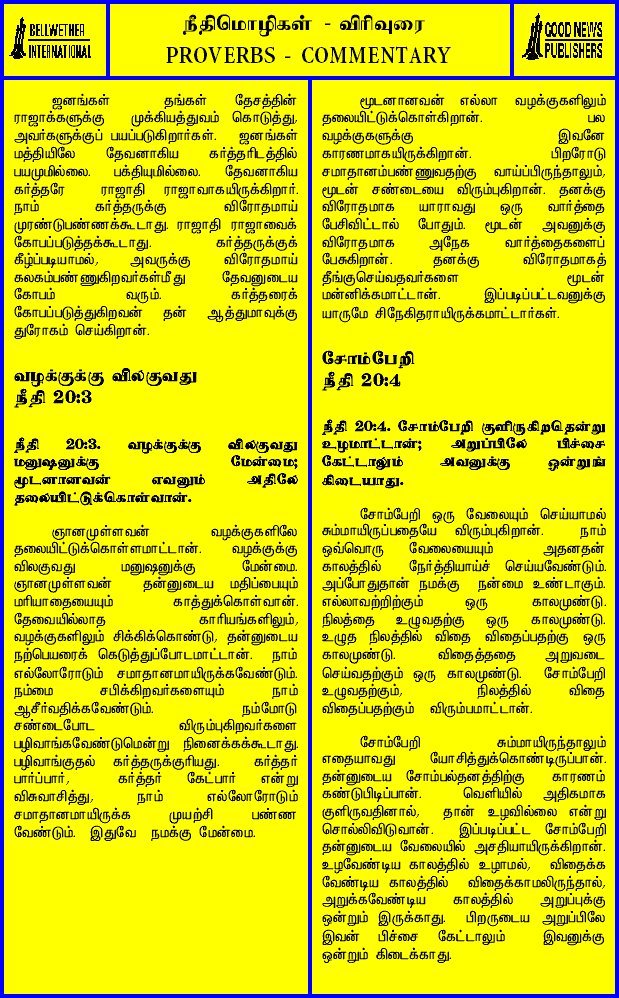 BELLWETHER
INTERNATIONAL
நீதிமொழிகள் - விரிவுரை
PROVERBS - COMMENTARY
GOOD NEWS
PUBLISHERS
ஜனங்கள் தங்கள் தேசத்தின்
ராஜாக்களுக்கு முக்கியத்துவம் கொடுத்து,
அவர்களுக்குப் பயப்படுகிறார்கள். ஜனங்கள்
மத்தியிலே தேவனாகிய கர்த்தரிடத்தில்
பயமுமில்லை. பக்தியுமில்லை. தேவனாகிய
கர்த்தரே ராஜாதி ராஜாவாகயிருக்கிறார்.
நாம் கர்த்தருக்கு விரோதமாய்
முரண்டுபண்ணக்கூடாது. ராஜாதி ராஜாவைக்
கோபப்படுத்தக்கூடாது. கர்த்தருக்குக்
கீழ்ப்படியாமல், அவருக்கு விரோதமாய்
கலகம்பண்ணுகிறவர்கள்மீது தேவனுடைய
கோபம் வரும். கர்த்தரைக்
கோபப்படுத்துகிறவன் தன் ஆத்துமாவுக்கு
துரோகம் செய்கிறான்.
வழக்குக்கு விலகுவது
நீதி 20:3
நீதி 20:3. வழக்குக்கு விலகுவது
மனுஷனுக்கு மேன்மை;
மூடனானவன் எவனும் அதிலே
தலையிட்டுக்கொள்வான்.
ஞானமுள்ளவன் வழக்குகளிலே
தலையிட்டுக்கொள்ளமாட்டான். வழக்குக்கு
விலகுவது மனுஷனுக்கு மேன்மை.
ஞானமுள்ளவன் தன்னுடைய மதிப்பையும்
மரியாதையையும் காத்துக்கொள்வான்.
தேவையில்லாத காரியங்களிலும்,
வழக்குகளிலும் சிக்கிக்கொண்டு, தன்னுடைய
நற்பெயரைக் கெடுத்துப்போடமாட்டான். நாம்
எல்லோரோடும் சமாதானமாயிருக்கவேண்டும்.
நம்மை சபிக்கிறவர்களையும் நாம்
ஆசீர்வதிக்கவேண்டும். நம்மோடு
சண்டைபோட விரும்புகிறவர்களை
பழிவாங்கவேண்டுமென்று நினைக்கக்கூடாது.
பழிவாங்குதல் கர்த்தருக்குரியது. கர்த்தர்
பார்ப்பார், கர்த்தர் கேட்பார் என்று
விசுவாசித்து, நாம் எல்லோரோடும்
சமாதானமாயிருக்க முயற்சி பண்ண
வேண்டும். இதுவே நமக்கு மேன்மை.
மூடனானவன் எல்லா வழக்குகளிலும்
தலையிட்டுக்கொள்கிறான். பல
வழக்குகளுக்கு இவனே
காரணமாகயிருக்கிறான். பிறரோடு
சமாதானம்பண்ணுவதற்கு வாய்ப்பிருந்தாலும்,
மூடன் சண்டையை விரும்புகிறான். தனக்கு
விரோதமாக யாராவது ஒரு வார்த்தை
பேசிவிட்டால் போதும். மூடன் அவனுக்கு
விரோதமாக அநேக வார்த்தைகளைப்
பேசுகிறான். தனக்கு விரோதமாகத்
தீங்குசெய்வதவர்களை மூடன்
மன்னிக்கமாட்டான். இப்படிப்பட்டவனுக்கு
யாருமே சிநேகிதராயிருக்கமாட்டார்கள்.
சோம்பேறி
நீதி 20:4
நீதி 20:4. சோம்பேறி குளிருகிறதென்று
உழமாட்டான்; அறுப்பிலே பிச்சை
கேட்டாலும் அவனுக்கு ஒன்றுங்
கிடையாது.
சோம்பேறி ஒரு வேலையும் செய்யாமல்
சும்மாயிருப்பதையே விரும்புகிறான். நாம்
ஒவ்வொரு வேலையையும் அதனதன்
காலத்தில் நேர்த்தியாய்ச் செய்யவேண்டும்.
அப்போதுதான் நமக்கு நன்மை உண்டாகும்.
எல்லாவற்றிற்கும் ஒரு காலமுண்டு.
நிலத்தை உழுவதற்கு ஒரு காலமுண்டு.
உழுத நிலத்தில் விதை விதைப்பதற்கு ஒரு
காலமுண்டு. விதைத்ததை அறுவடை
செய்வதற்கும் ஒரு காலமுண்டு. சோம்பேறி
உழுவதற்கும், நிலத்தில் விதை
விதைப்பதற்கும் விரும்பமாட்டான்.
சோம்பேறி சும்மாயிருந்தாலும்
எதையாவது யோசித்துக்கொண்டிருப்பான்.
தன்னுடைய சோம்பல்தனத்திற்கு காரணம்
கண்டுபிடிப்பான். வெளியில் அதிகமாக
குளிருவதினால், தான் உழவில்லை என்று
சொல்லிவிடுவான். இப்படிப்பட்ட சோம்பேறி
தன்னுடைய வேலையில் அசதியாயிருக்கிறான்.
உழவேண்டிய காலத்தில் உழாமல், விதைக்க
வேண்டிய காலத்தில் விதைக்காமலிருந்தால்,
அறுக்கவேண்டிய காலத்தில் அறுப்புக்கு
ஒன்றும் இருக்காது. பிறருடைய அறுப்பிலே
இவன் பிச்சை கேட்டாலும் இவனுக்கு
ஒன்றும் கிடைக்காது.